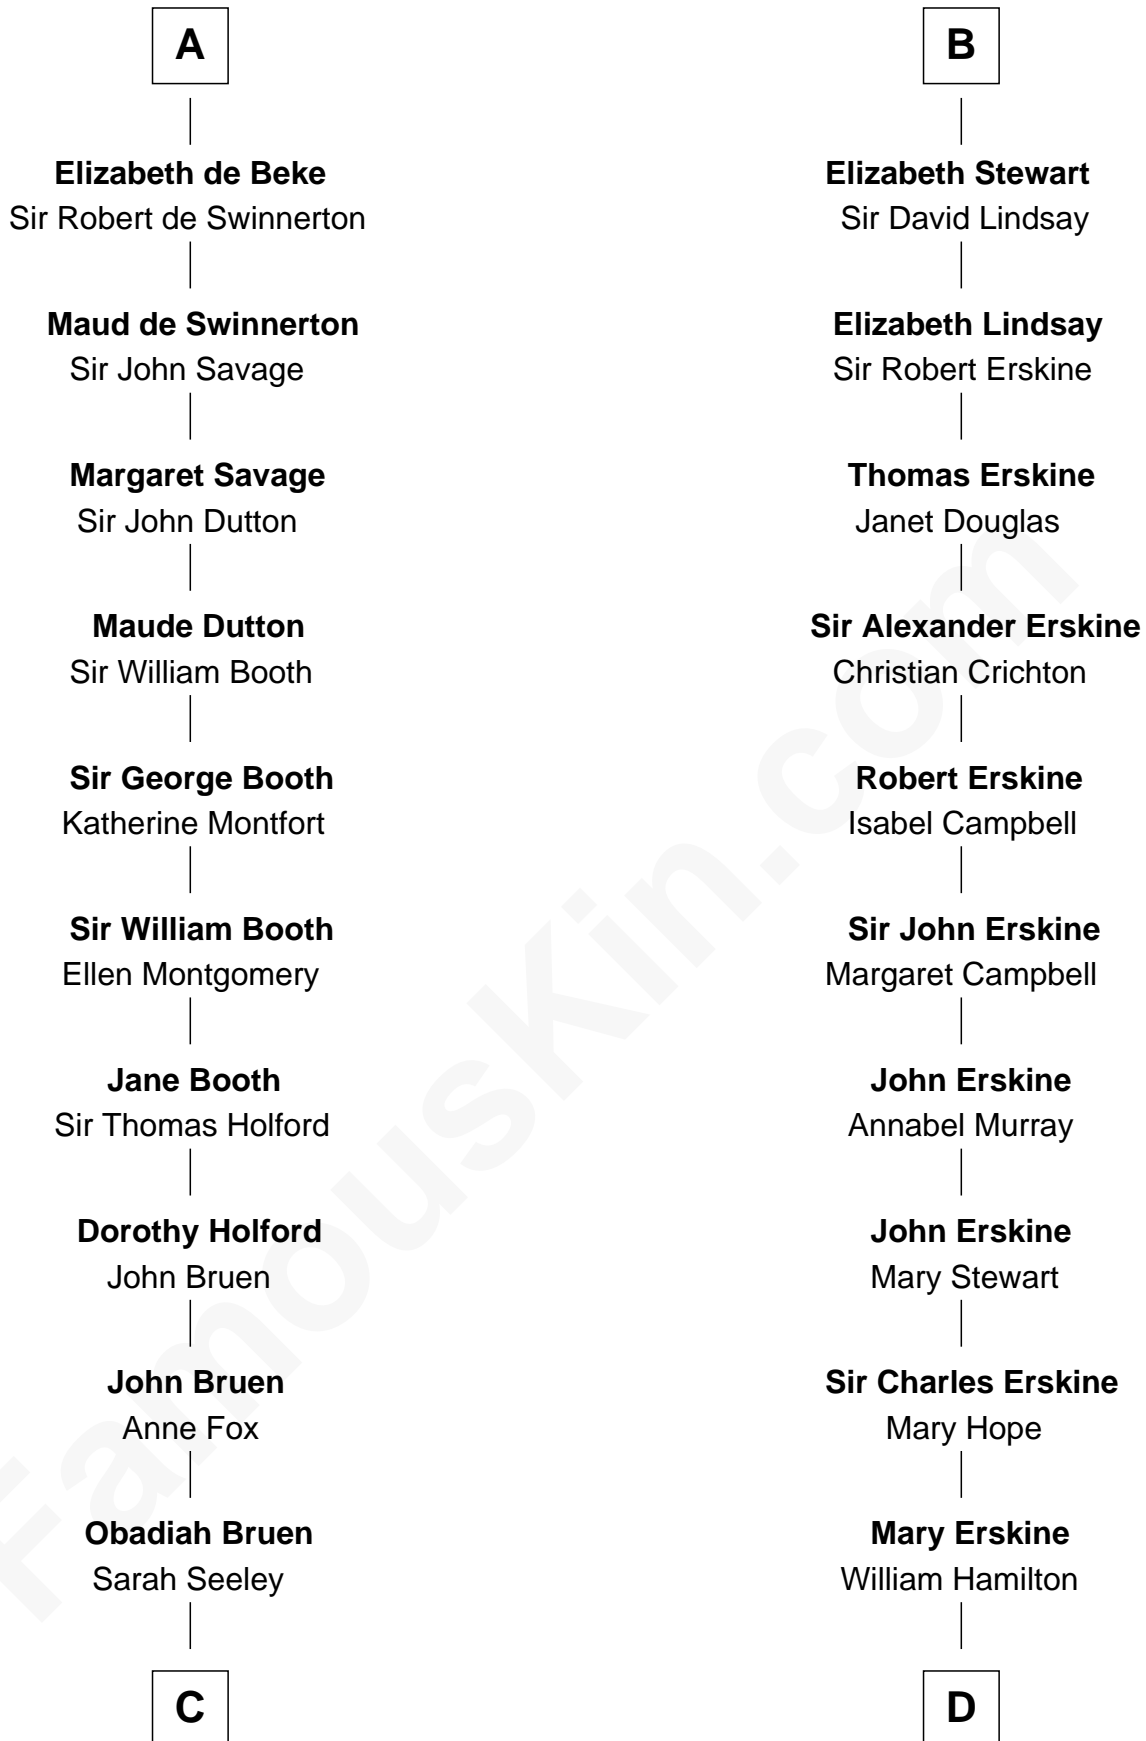 A
Elizabeth de Beke
Sir Robert de Swinnerton
Maud de Swinnerton
Sir John Savage
Margaret Savage
Sir John Dutton
Maude Dutton
Sir William Booth
Sir George Booth
Katherine Montfort
Sir William Booth
Ellen Montgomery
Jane Booth
Sir Thomas Holford
Dorothy Holford
John Bruen
John Bruen
Anne Fox
Obadiah Bruen
Sarah Seeley
C
B
Elizabeth Stewart
Sir David Lindsay
Elizabeth Lindsay
Sir Robert Erskine
Thomas Erskine
Janet Douglas
Sir Alexander Erskine
Christian Crichton
Robert Erskine
Isabel Campbell
Sir John Erskine
Margaret Campbell
John Erskine
Annabel Murray
John Erskine
Mary Stewart
Sir Charles Erskine
Mary Hope
Mary Erskine
William Hamilton
D
FamousKin.com